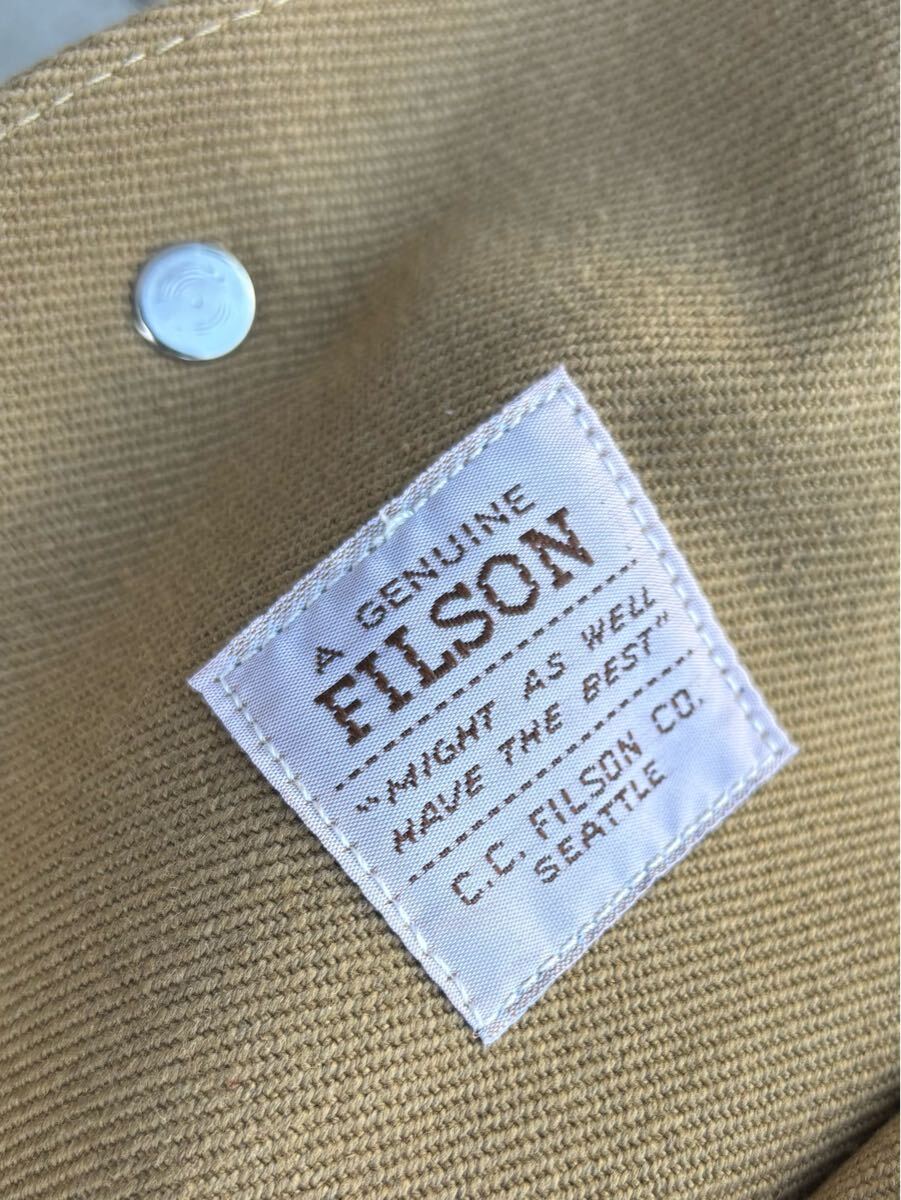 A GENUINE
FILSON
"MIGHT AS WELL
HAVE THE BEST"
C.C. FILSON CO.
SEATTLE